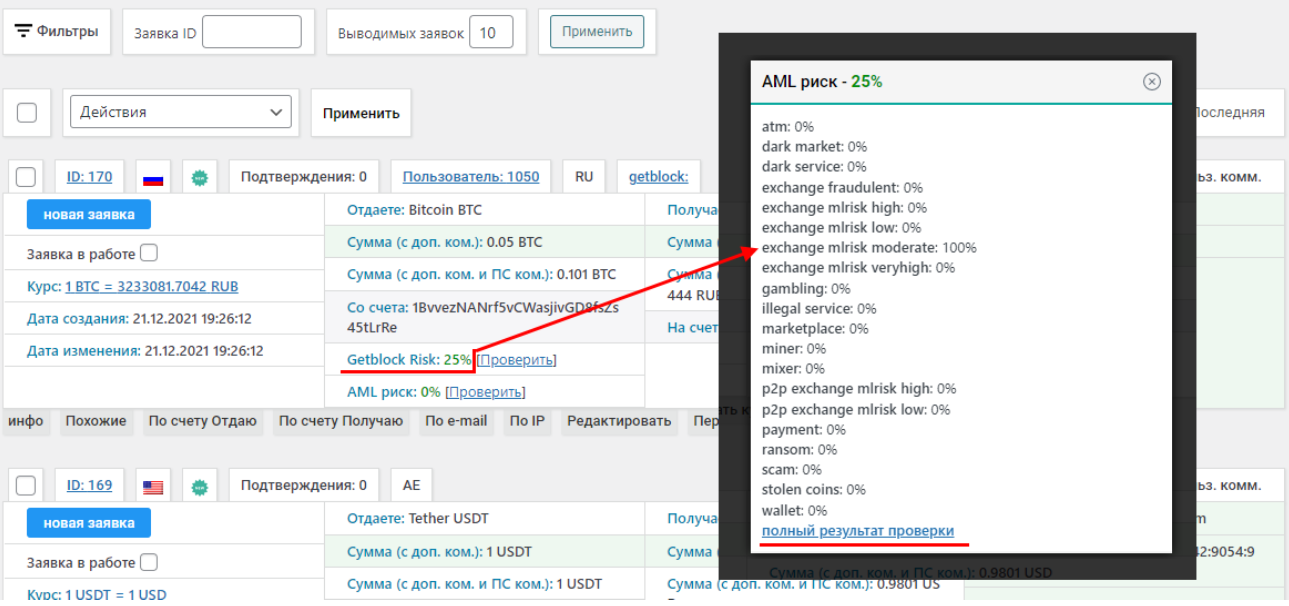 Фильтры
Заявка ID
Выводимых заявок 10
Применить
Действия
Применить
Последняя
ID: 170
Подтверждения: 0
Пользователь: 1050
RU
getblock:
новая заявка
Заявка в работе
Курс: 1 BTC = 3233081.7042 RUB
Дата создания: 21.12.2021 19:26:12
Дата изменения: 21.12.2021 19:26:12
Отдаете: Bitcoin BTC
Сумма (с доп. ком.): 0.05 BTC
Сумма (с доп. ком. и ПС ком.): 0.101 BTC
Со счета: 1BvvezNANrf5vCWasjivGD8fsZs
45tLrRe
Getblock Risk: 25% [Проверить]
AML риск: 0% [Проверить]
Сумма
Сумма
444 RUB
На счет
инфо
Похожие
По счету Отдаю
По счету Получаю
По e-mail
По IP
Редактировать
AML риск - 25%
atm: 0%
dark market: 0%
dark service: 0%
exchange fraudulent: 0%
exchange mlrisk high: 0%
exchange mlrisk low: 0%
exchange mlrisk moderate: 100%
exchange mlrisk veryhigh: 0%
gambling: 0%
illegal service: 0%
marketplace: 0%
miner: 0%
mixer: 0%
p2p exchange mlrisk high: 0%
p2p exchange mlrisk low: 0%
payment: 0%
ransom: 0%
scam: 0%
stolen coins: 0%
wallet: 0%
полный результат проверки
ID: 169
Подтверждения: 0
AE
новая заявка
Заявка в работе
Курс: 1 USDT = 1 USD
Отдаете: Tether USDT
Сумма (с доп. ком.): 1 USDT
Сумма (с доп. ком. и ПС ком.): 1 USDT
Сумма
Сумма (с доп. ком. и ПС ком.): 0.9801 USD
Сумма (с доп. ком. и ПС ком.): 0.9801 US
42:9054:9